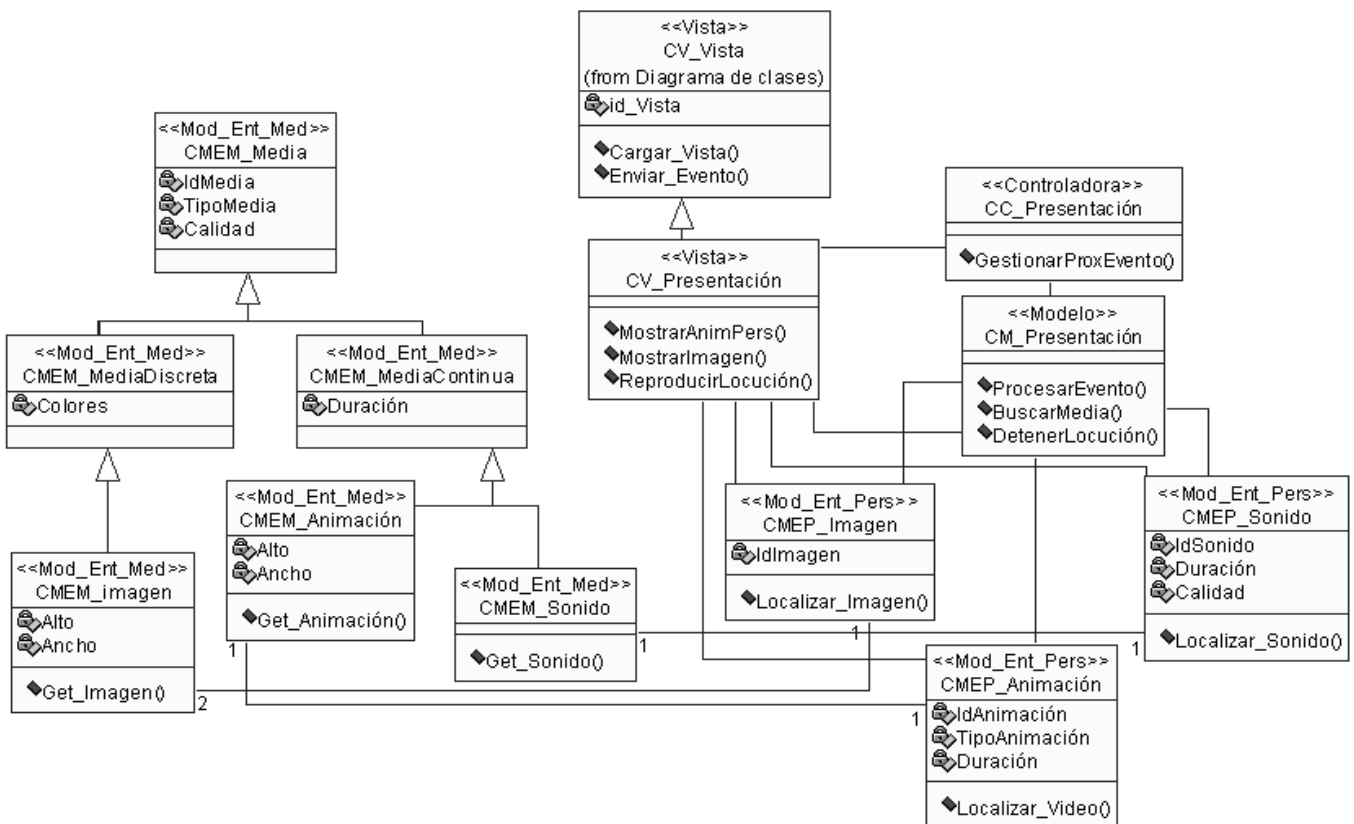 <<Vista>>
CV_Vista
(from Diagrama de clases)
id_Vista
Cargar_Vista()
Enviar_Evento()
<<Mod_Ent_Med>>
CMEM_Media
IdMedia
TipoMedia
Calidad
<<Controladora>>
CC_Presentación
GestionarProxEvento()
<<Vista>>
CV_Presentación
MostrarAnimPers()
MostrarImagen()
ReproducirLocución()
<<Modelo>>
CM_Presentación
ProcesarEvento()
BuscarMedia()
DetenerLocución()
<<Mod_Ent_Med>>
CMEM_MediaDiscreta
Colores
<<Mod_Ent_Med>>
CMEM_MediaContinua
Duración
<<Mod_Ent_Med>>
CMEM_Animación
Alto
Ancho
Get_Animación()
1
<<Mod_Ent_Pers>>
CMEP_Imagen
IdImagen
Localizar_Imagen()
1
<<Mod_Ent_Pers>>
CMEP_Sonido
IdSonido
Duración
Calidad
Localizar_Sonido()
1
<<Mod_Ent_Med>>
CMEM_imagen
Alto
Ancho
Get_Imagen()
2
<<Mod_Ent_Med>>
CMEM_Sonido
Get_Sonido()
1
<<Mod_Ent_Pers>>
CMEP_Animación
IdAnimación
TipoAnimación
Duración
Localizar_Video()
1